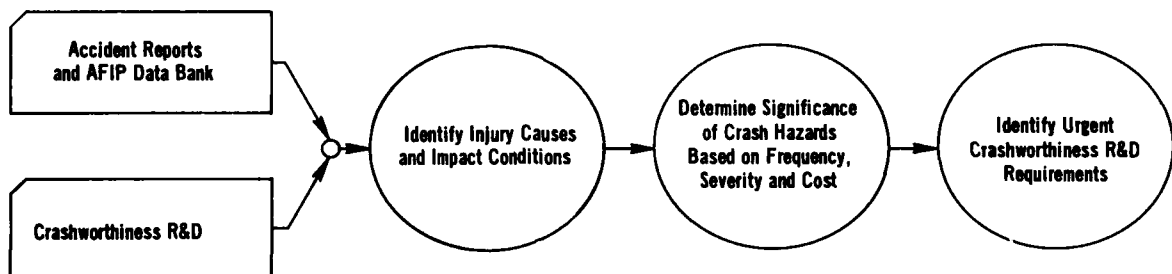 Accident Reports
and AFIP Data Bank
Crashworthiness R&D
Identify Injury Causes
and Impact Conditions
Determine Significance
of Crash Hazards
Based on Frequency,
Severity and Cost
Identify Urgent
Crashworthiness R&D
Requirements